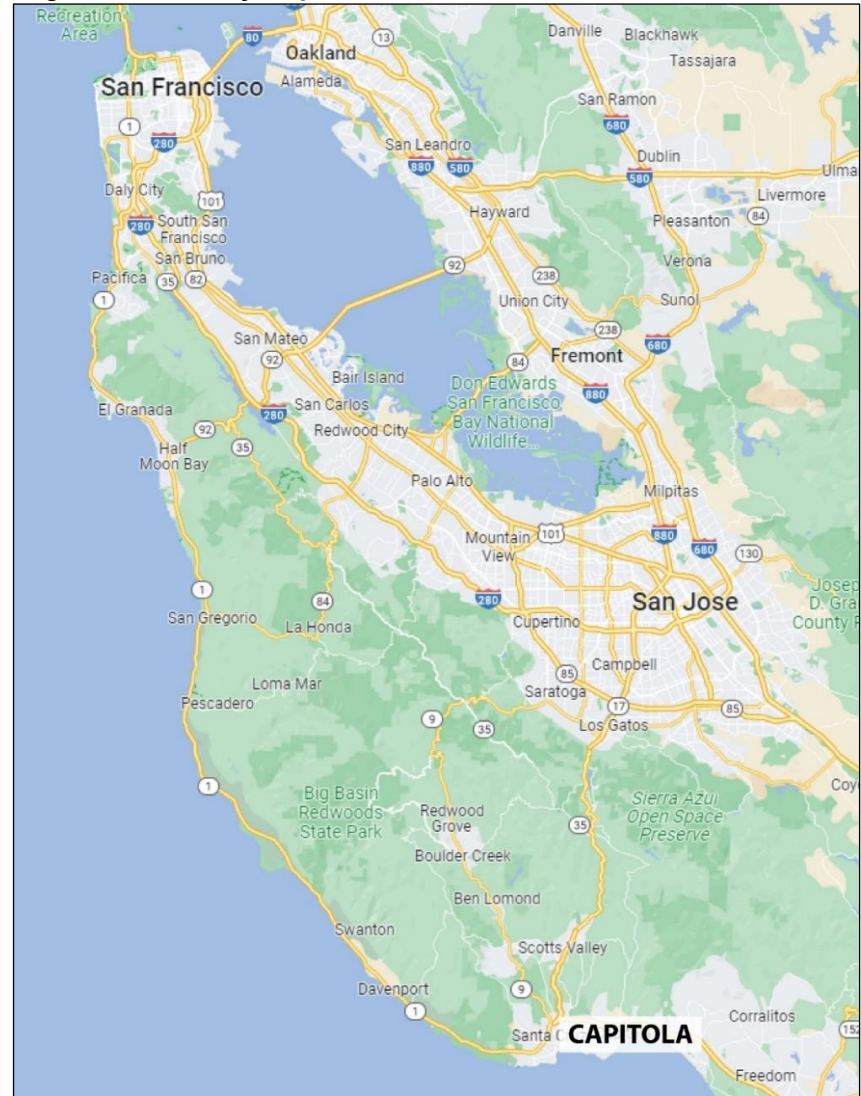 Recreation
Area
80
Oakland
13
Danville
Blackhawk
Tassajara
San Francisco
Alameda
San Ramon
1
280
San Leandro
680
880
580
Dublin
580
Livermore
Daly City
101
Hayward
84
280
South San
Francisco
Pleasanton
San Bruno
92
Verona
Pacifica
35
82
238
1
Union City
Sunol
San Mateo
238
92
Fremont
680
84
Bair Island
Don Edwards
San Francisco
Bay National
Wildlife...
880
El Granada
San Carlos
280
92
35
Redwood City
Half
Moon Bay
Palo Alto
Milpitas
Mountain
View
101
880
680
130
1
84
280
San Jose
San Gregorio
La Honda
Cupertino
Campbell
Loma Mar
85
Saratoga
Pescadero
17
85
9
35
Los Gatos
1
Big Basin
Redwoods
State Park
Sierra Azul
Open Space
Preserve
Redwood
Grove
35
Boulder Creek
Ben Lomond
Swanton
Scotts Valley
Davenport
9
1
Corralitos
152
Santa
CAPITOLA
Freedom